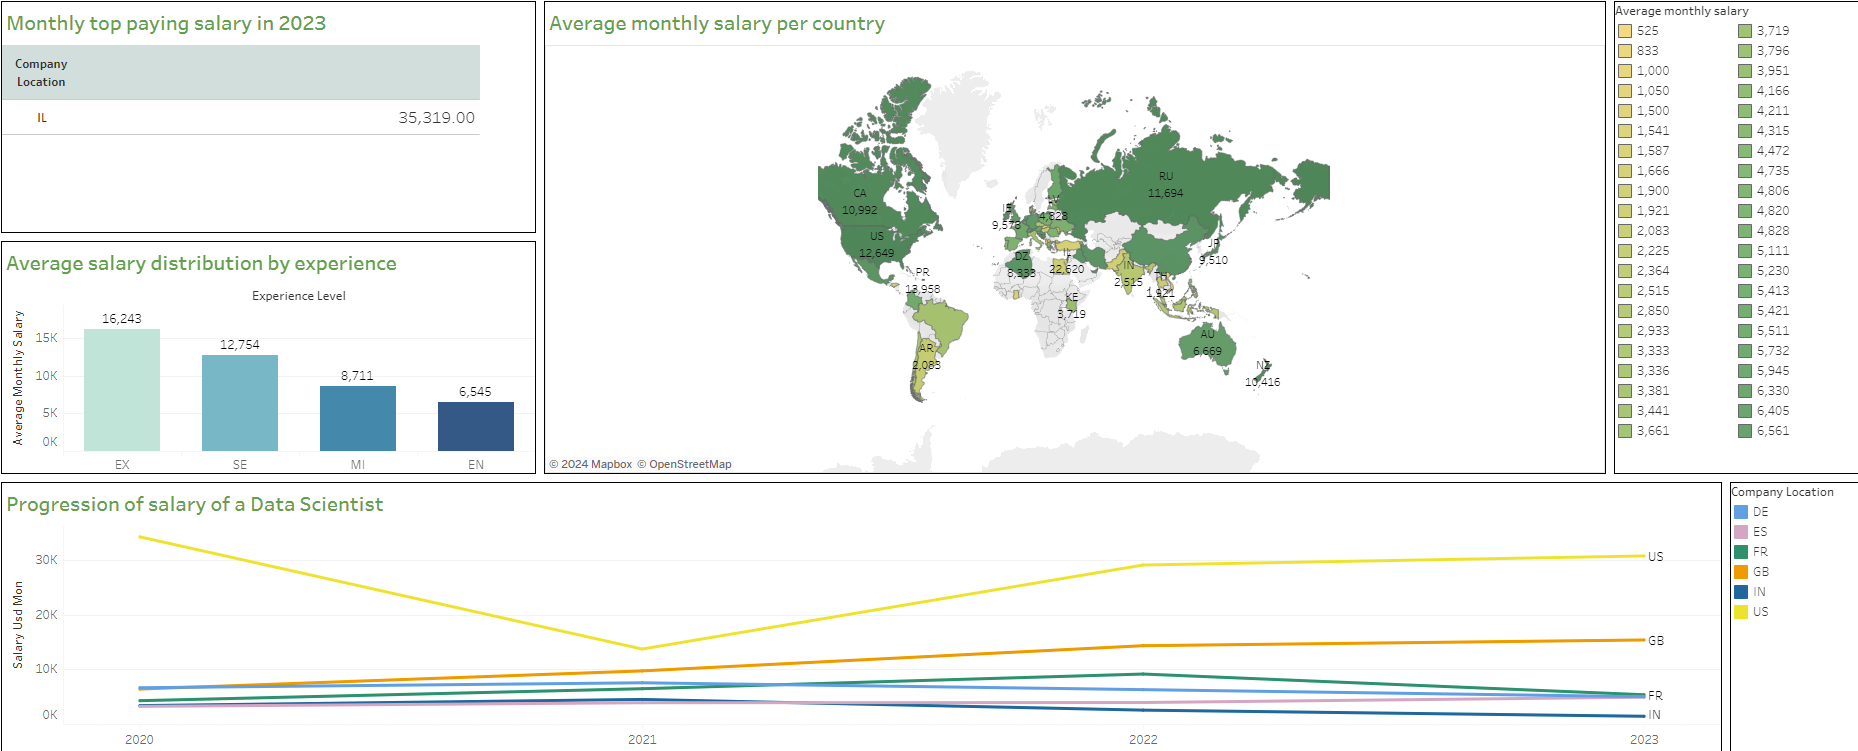 Monthly top paying salary in 2023
Company
Location
IL 35,319.00
Average salary distribution by experience
Experience Level
Average Monthly Salary
15K
10K
5K
0K
16,243
12,754
8,711
6,545
EX SE MI EN
Average monthly salary per country
CA
10,992
US
12,649
PR
13,958
AR
2,083
RU
11,694
IE
9,573
LV
4,828
DZ
8,333
IL
22,620
IN
2,515
TH
1,921
JP
9,510
KE
3,719
AU
6,669
NZ
10,416
© 2024 Mapbox © OpenStreetMap
Average monthly salary
525
833
1,000
1,050
1,500
1,541
1,587
1,666
1,900
1,921
2,083
2,225
2,364
2,515
2,850
2,933
3,333
3,336
3,381
3,441
3,661
3,719
3,796
3,951
4,166
4,211
4,315
4,472
4,735
4,806
4,820
4,828
5,111
5,230
5,413
5,421
5,511
5,732
5,945
6,330
6,405
6,561
Progression of salary of a Data Scientist
Salary Usd Mon
30K
20K
10K
0K
US
GB
FR
IN
2020 2021 2022 2023
Company Location
DE
ES
FR
GB
IN
US